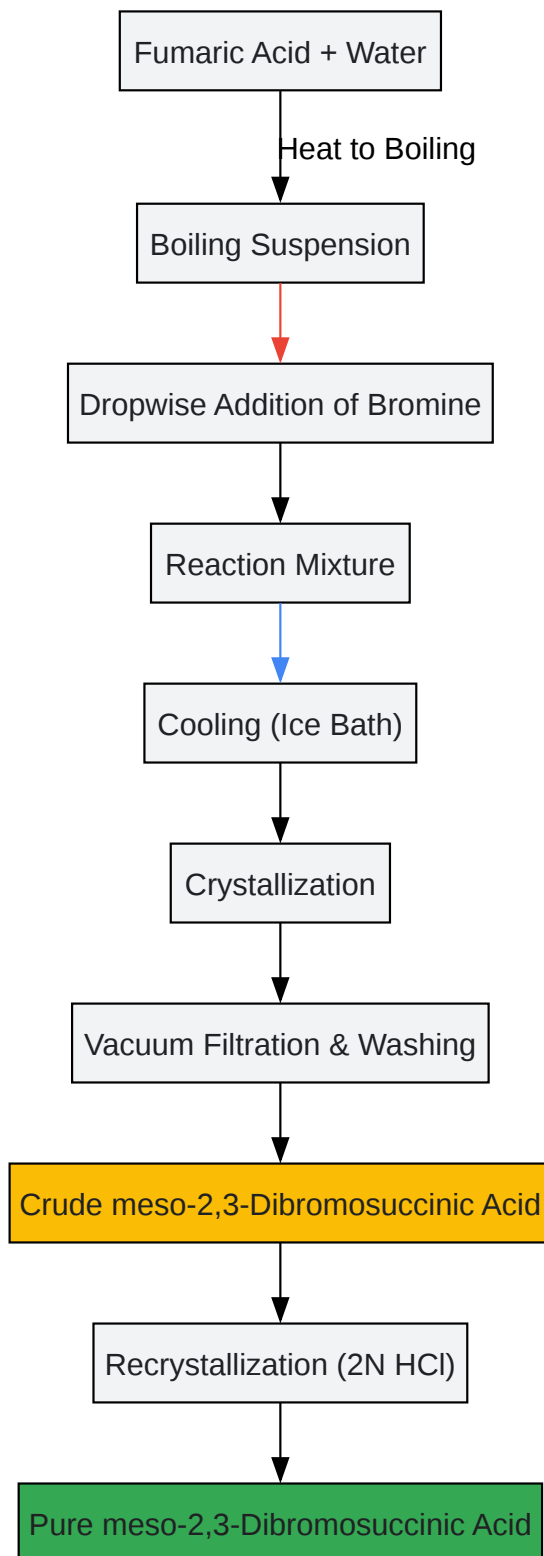 Fumaric Acid + Water
Heat to Boiling
Boiling Suspension
Dropwise Addition of Bromine
Reaction Mixture
Cooling (Ice Bath)
Crystallization
Vacuum Filtration & Washing
Crude meso-2,3-Dibromosuccinic Acid
Recrystallization (2N HCl)
Pure meso-2,3-Dibromosuccinic Acid